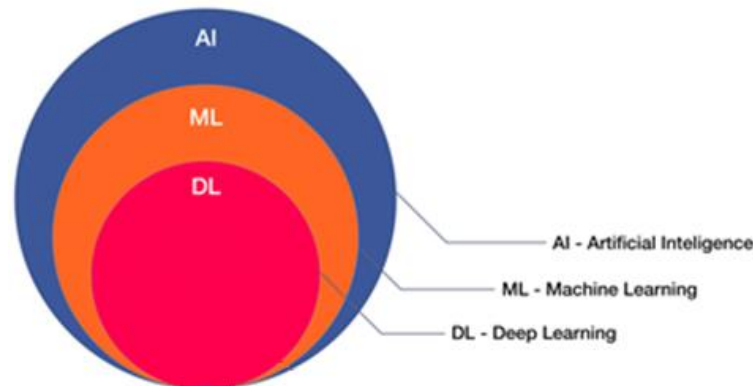 AI
ML
DL
AI - Artificial Inteligence
ML - Machine Learning
DL - Deep Learning